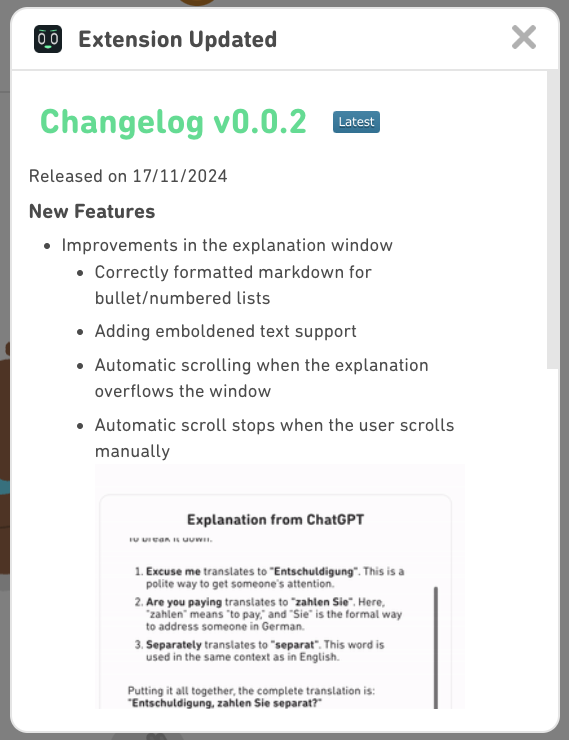 Extension Updated
Changelog v0.0.2
Latest
Released on 17/11/2024
New Features
• Improvements in the explanation window
• Correctly formatted markdown for
bullet/numbered lists
• Adding emboldened text support
• Automatic scrolling when the explanation
overflows the window
• Automatic scroll stops when the user scrolls
manually
Explanation from ChatGPT
to break it down.
1. Excuse me translates to "Entschuldigung". This is a
polite way to get someone's attention.
2. Are you paying translates to "zahlen Sie". Here,
"zahlen" means "to pay," and "Sie" is the formal way
to address someone in German.
3. Separately translates to "separat". This word is
used in the same context as in English.
Putting it all together, the complete translation is:
"Entschuldigung, zahlen Sie separat?"